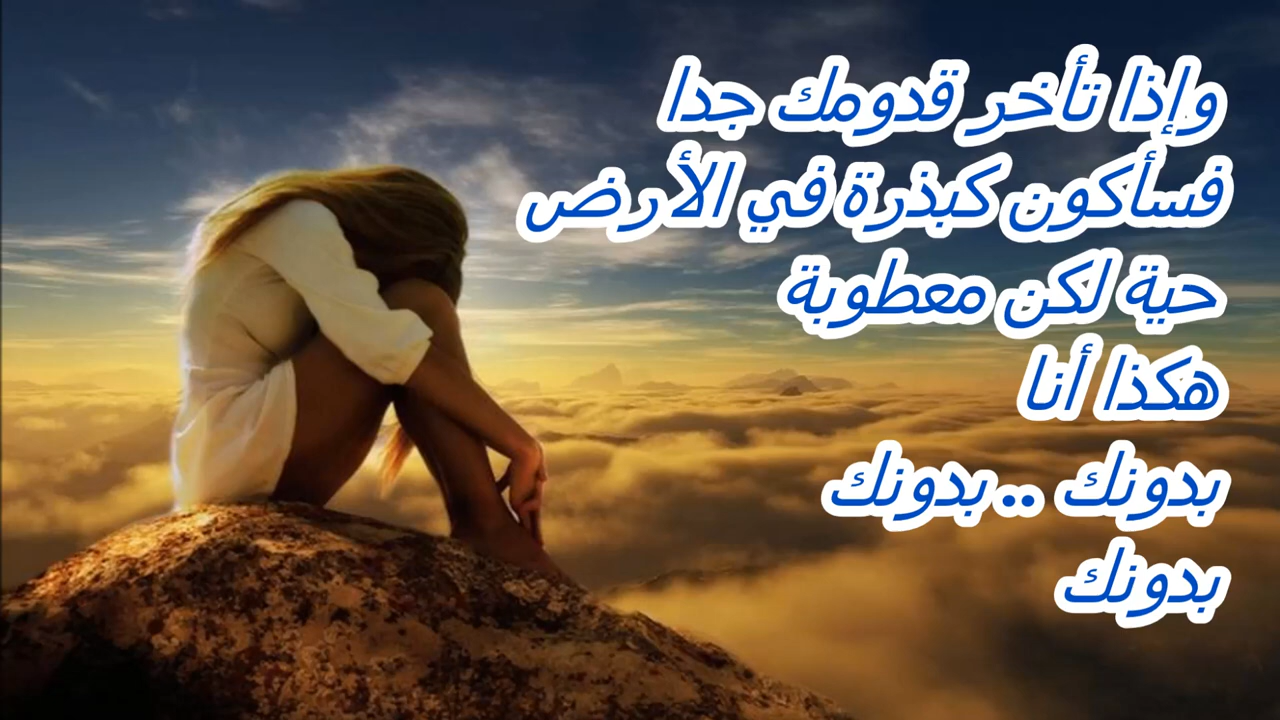 وإذا تأخر قدومك جدا
فسأكون كبذرة في الأرض
حية لكن معطوبة
هكذا أنا
بدونك .. بدونك
بدونك